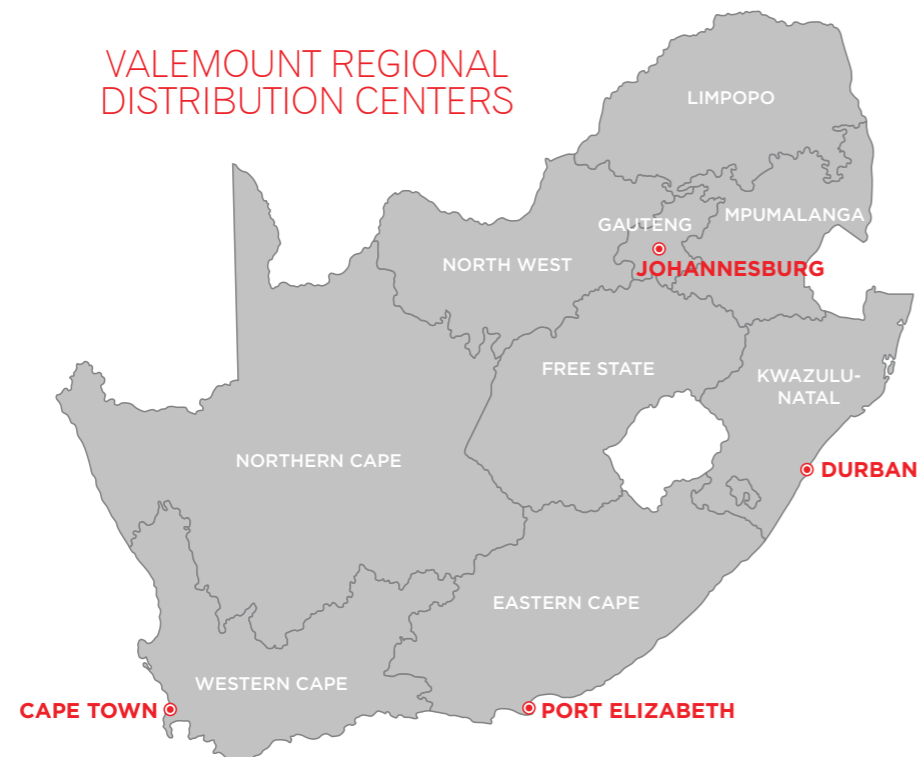 VALEMOUNT REGIONAL
DISTRIBUTION CENTERS
LIMPOPO
MPUMALANGA
GAUTENG
NORTH WEST
JOHANNESBURG
FREE STATE
KWAZULU-
NATAL
NORTHERN CAPE
DURBAN
EASTERN CAPE
WESTERN CAPE
CAPE TOWN
PORT ELIZABETH